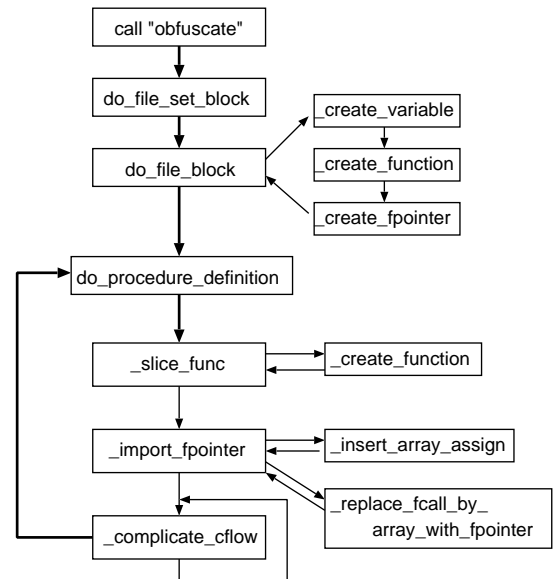 call "obfuscate"
do_file_set_block
_create_variable
do_file_block
_create_function
_create_fpointer
do_procedure_definition
_slice_func
_create_function
_import_fpointer
_insert_array_assign
_replace_fcall_by_
array_with_fpointer
_complicate_cflow